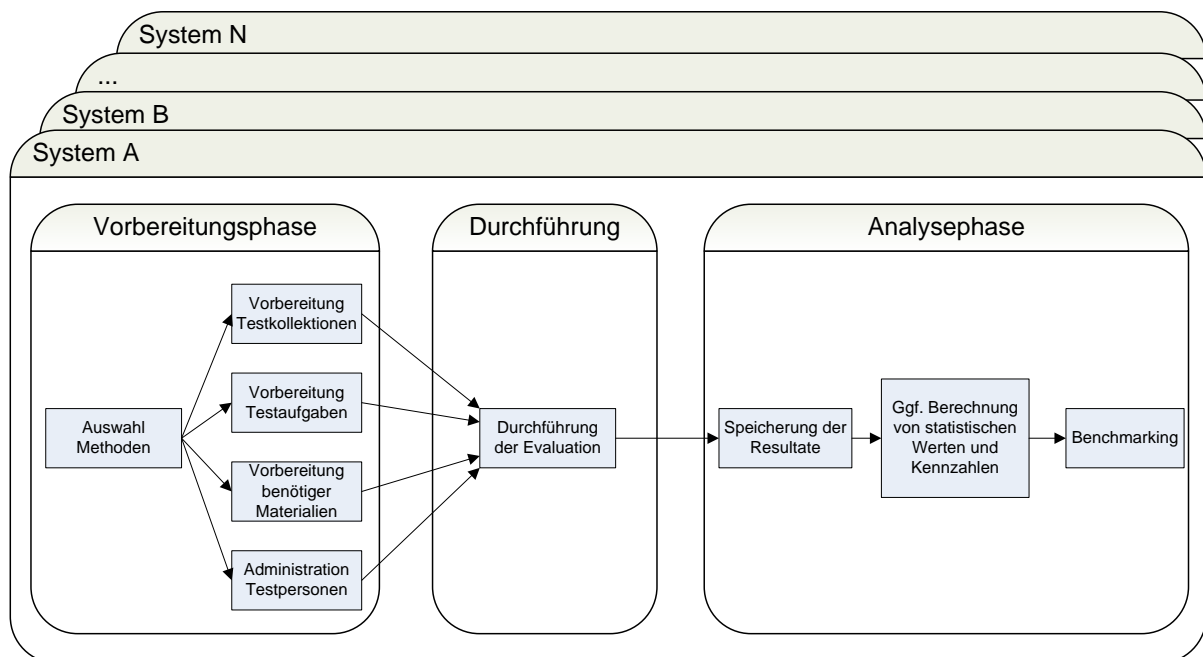 System N
...
System B
System A
Vorbereitungsphase
Durchführung
Analysephase
Auswahl
Methoden
Vorbereitung
Testkollektionen
Vorbereitung
Testaufgaben
Vorbereitung
benötiger
Materialien
Administration
Testpersonen
Durchführung
der Evaluation
Speicherung der
Resultate
Ggf. Berechnung
von statistischen
Werten und
Kennzahlen
Benchmarking